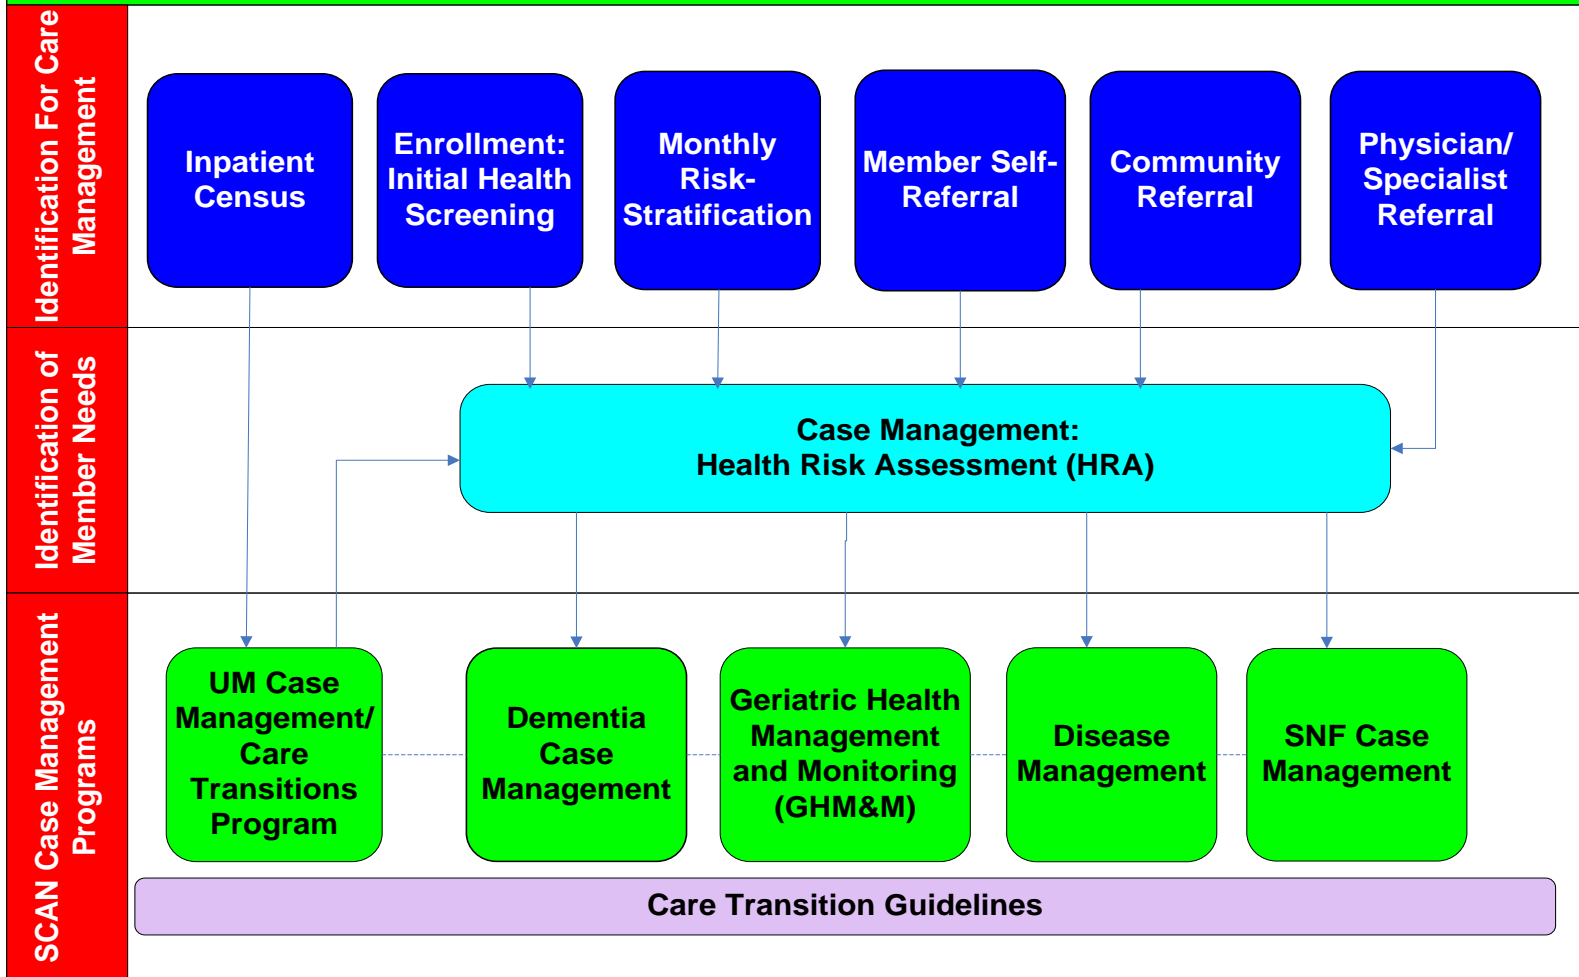 Identification For Care
Management
Inpatient
Census
Enrollment:
Initial Health
Screening
Monthly
Risk-
Stratification
Member Self-
Referral
Community
Referral
Physician/
Specialist
Referral
Identification of
Member Needs
Case Management:
Health Risk Assessment (HRA)
SCAN Case Management
Programs
UM Case
Management/
Care
Transitions
Program
Dementia
Case
Management
Geriatric Health
Management
and Monitoring
(GHM&M)
Disease
Management
SNF Case
Management
Care Transition Guidelines